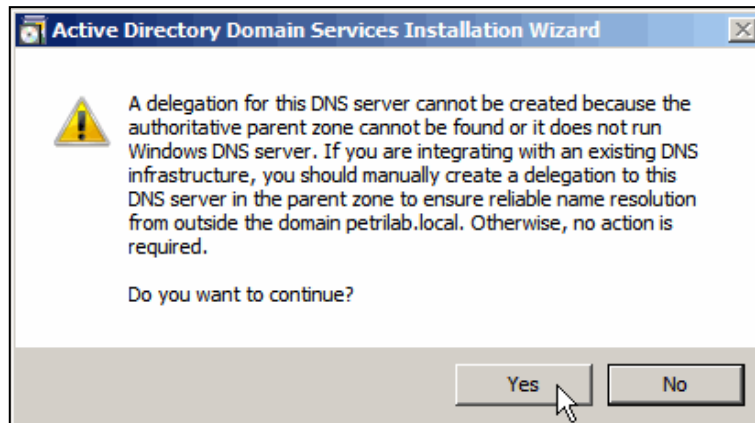 Active Directory Domain Services Installation Wizard
A delegation for this DNS server cannot be created because the
authoritative parent zone cannot be found or it does not run
Windows DNS server. If you are integrating with an existing DNS
infrastructure, you should manually create a delegation to this
DNS server in the parent zone to ensure reliable name resolution
from outside the domain petrilab.local. Otherwise, no action is
required.
Do you want to continue?
Yes No